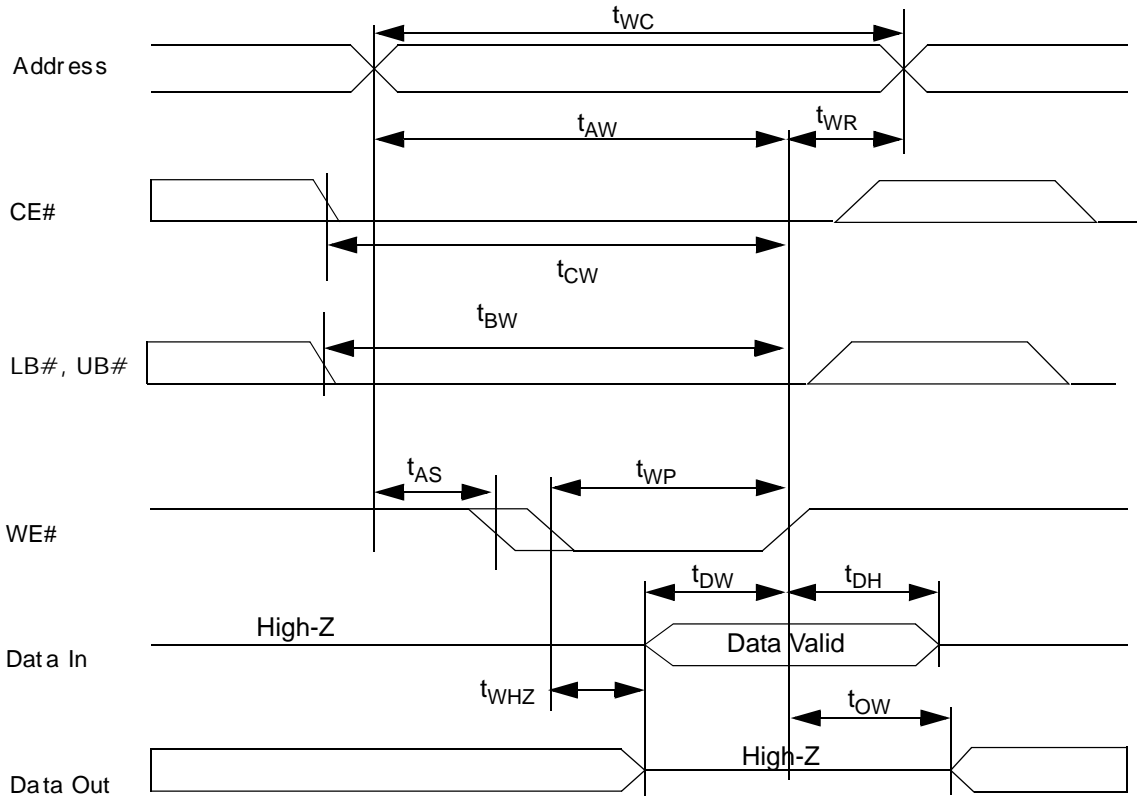 tWC
Address
tAW
tWR
CE#
tCW
tBW
LB#, UB#
tAS
tWP
WE#
tDW
tDH
High-Z
Data Valid
Data In
tWHZ
tOW
High-Z
Data Out